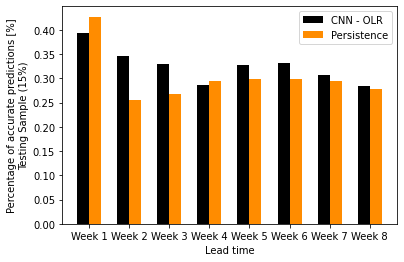 Percentage of accurate predictions [%]
Testing Sample (15%)
0.40
0.35
0.30
0.25
0.20
0.15
0.10
0.05
0.00
CNN - OLR
Persistence
Week 1 Week 2 Week 3 Week 4 Week 5 Week 6 Week 7 Week 8
Lead time